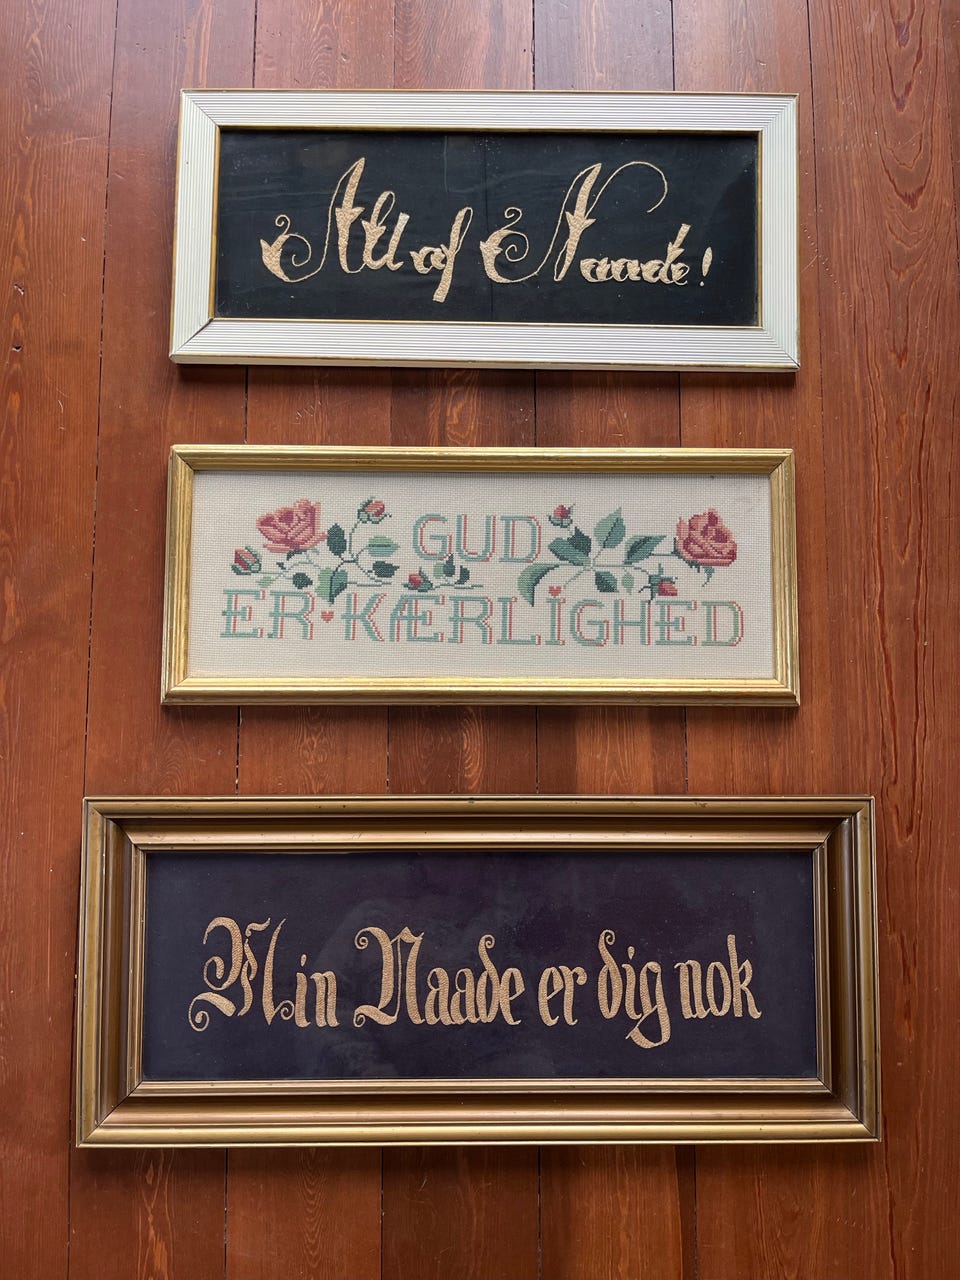 Alt af Naade!
GUD
ER KÆRLIGHED
Min Naade er dig nok